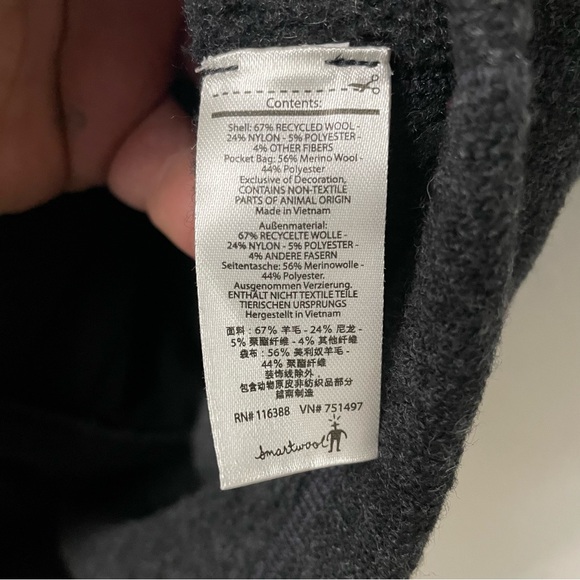 Contents:
Shell: 67% RECYCLED WOOL -
24% NYLON - 5% POLYESTER -
4% OTHER FIBERS
Pocket Bag: 56% Merino Wool -
44% Polyester
Exclusive of Decoration,
CONTAINS NON-TEXTILE
PARTS OF ANIMAL ORIGIN
Made in Vietnam
Außenmaterial:
67% RECYCELTE WOLLE -
24% NYLON - 5% POLYESTER -
4% ANDERE FASERN
Seitentasche: 56% Merinowolle -
44% Polyester.
Ausgenommen Verzierung.
ENTHÄLT NICHT TEXTILE TEILE
TIERISCHEN URSPRUNGS
Hergestellt in Vietnam
面料: 67% 羊毛 - 24% 尼龙 -
5% 聚酯纤维 - 4% 其他纤维
袋布: 56% 美利奴羊毛 -
44% 聚酯纤维
装饰线除外.
包含动物原皮非纺织品部分
越南制造
RN# 116388 VN# 751497
smartwool